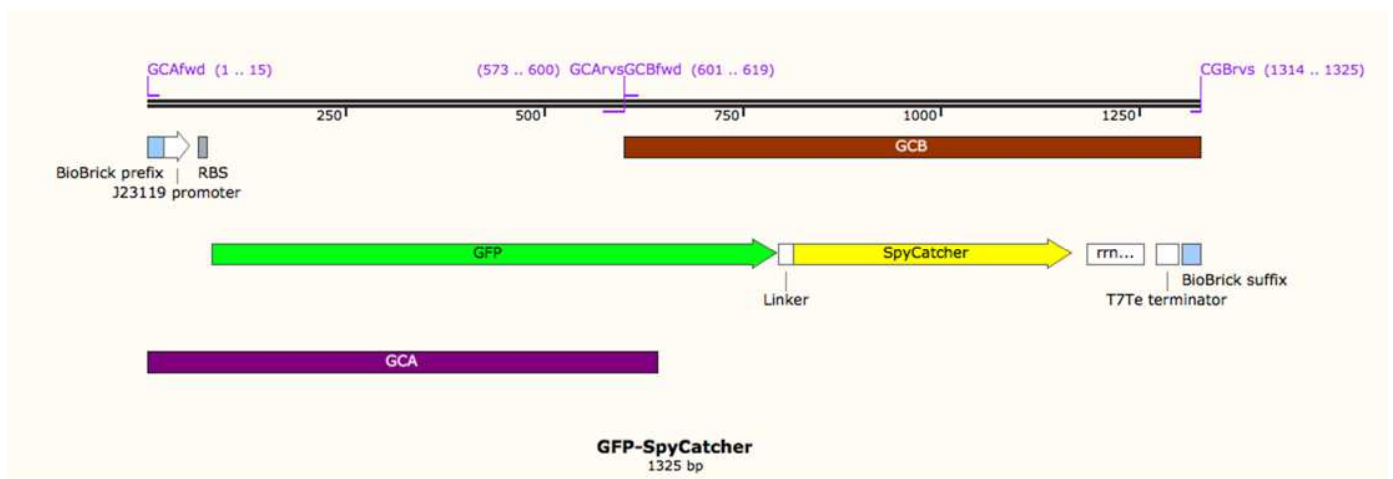 GCAfwd (1 .. 15) (573 .. 600) GCArvsGCBfwd (601 .. 619) CGBrvs (1314 .. 1325)
250 500 750 1000 1250
GCB
BioBrick prefix RBS
J23119 promoter
GFP SpyCatcher rrn...
BioBrick suffix
Linker T7Te terminator
GCA
GFP-SpyCatcher
1325 bp